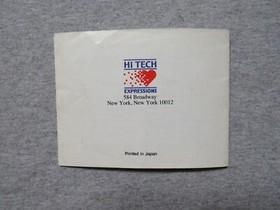 HI TECH
EXPRESSIONS
584 Broadway
New York, New York 10012
Printed in Japan